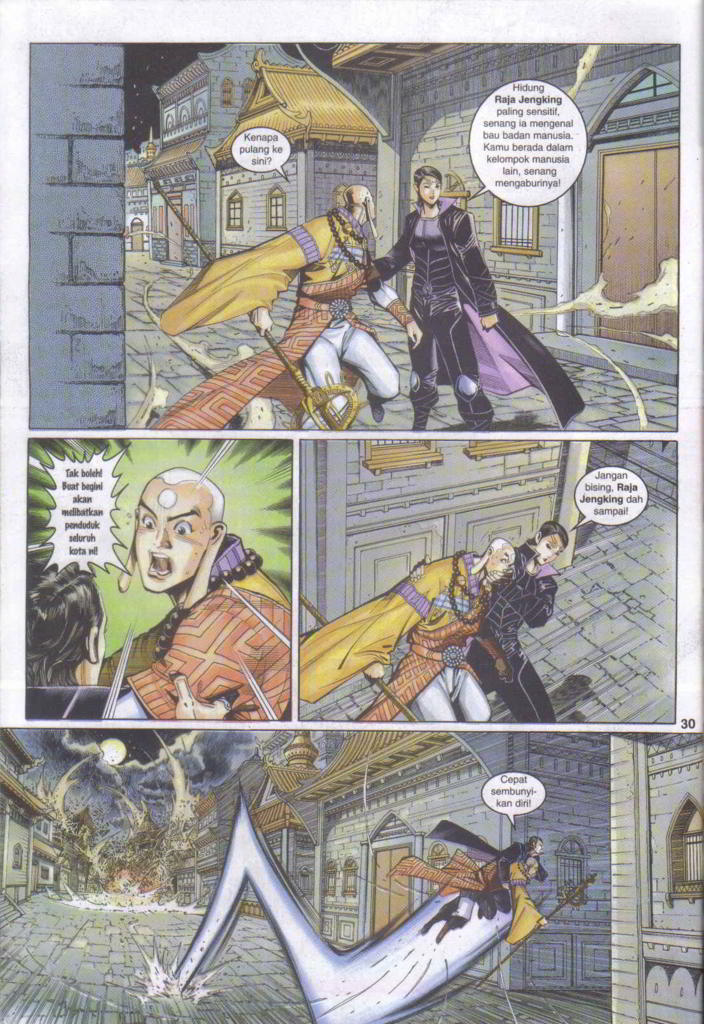 Kenapa
pulang ke
sini?
Hidung
Raja Jengking
paling sensitif,
senang ia mengenal
bau badan manusia.
Kamu berada dalam
kelompok manusia
lain, senang
mengaburinya!
Tak boleh!
Buat begini
akan
melibatkan
penduduk
seluruh
kota ni!
Jangan
bising, Raja
Jengking dah
sampai!
30
Cepat
sembunyi-
kan diri!